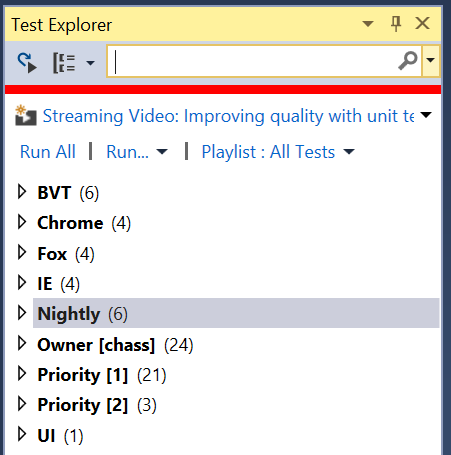 Test Explorer
Streaming Video: Improving quality with unit te
Run All | Run... | Playlist : All Tests
BVT (6)
Chrome (4)
Fox (4)
IE (4)
Nightly (6)
Owner [chass] (24)
Priority [1] (21)
Priority [2] (3)
UI (1)